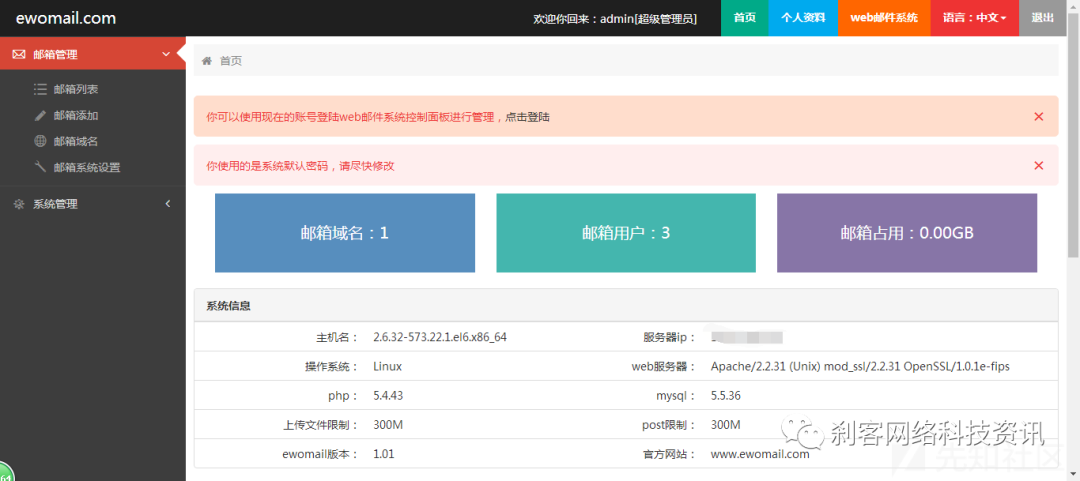 ewomail.com
欢迎你回来：admin[超级管理员]
首页
个人资料
web邮件系统
语言：中文
退出
邮箱管理
邮箱列表
邮箱添加
邮箱域名
邮箱系统设置
系统管理
首页
你可以使用现在的账号登陆web邮件系统控制面板进行管理，点击登陆
你使用的是系统默认密码，请尽快修改
邮箱域名：1
邮箱用户：3
邮箱占用：0.00GB
系统信息
主机名： 2.6.32-573.22.1.el6.x86_64 服务器ip：
操作系统： Linux web服务器： Apache/2.2.31 (Unix) mod_ssl/2.2.31 OpenSSL/1.0.1e-fips
php： 5.4.43 mysql： 5.5.36
上传文件限制： 300M post限制： 300M
ewomail版本： 1.01 官方网站： www.ewomail.com
刹客网络科技资讯
先知社区
64